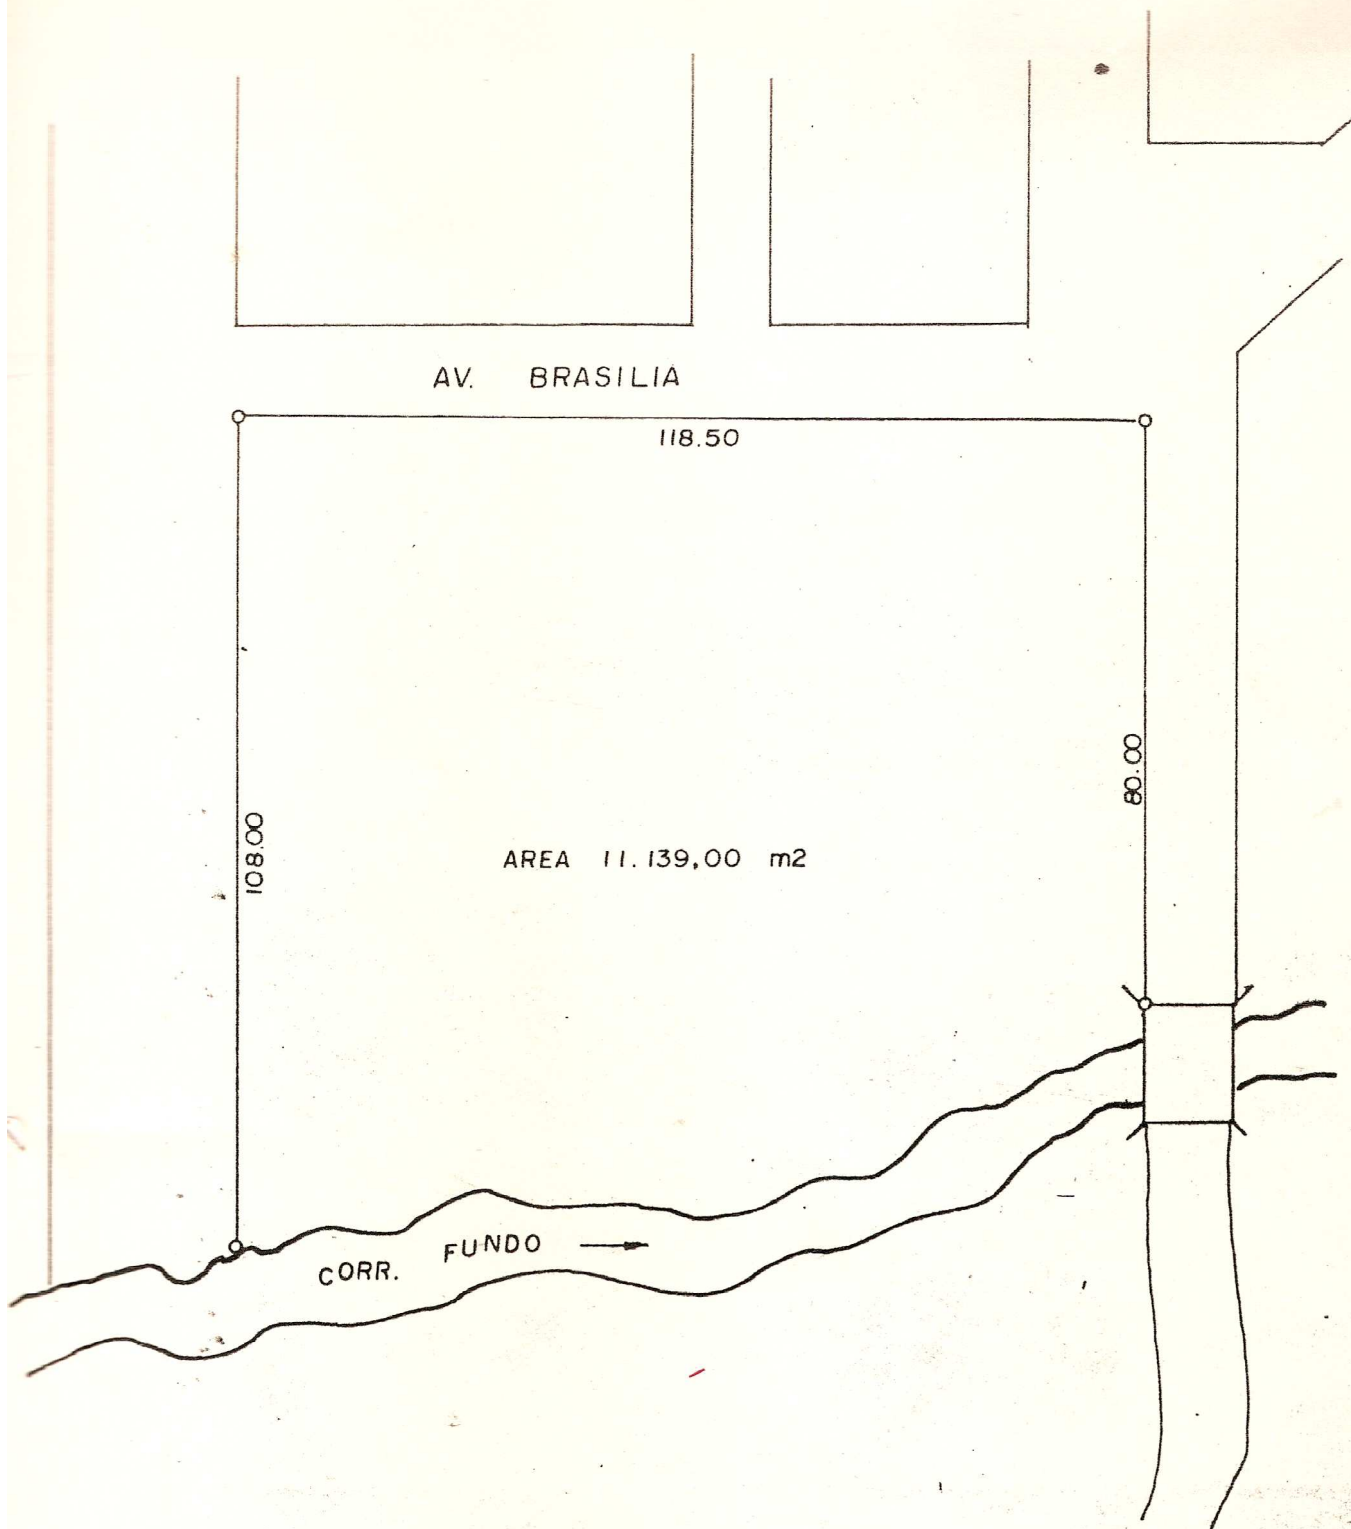 AV. BRASILIA
118.50
80.00
108.00
AREA 11.139,00 m2
CORR. FUNDO